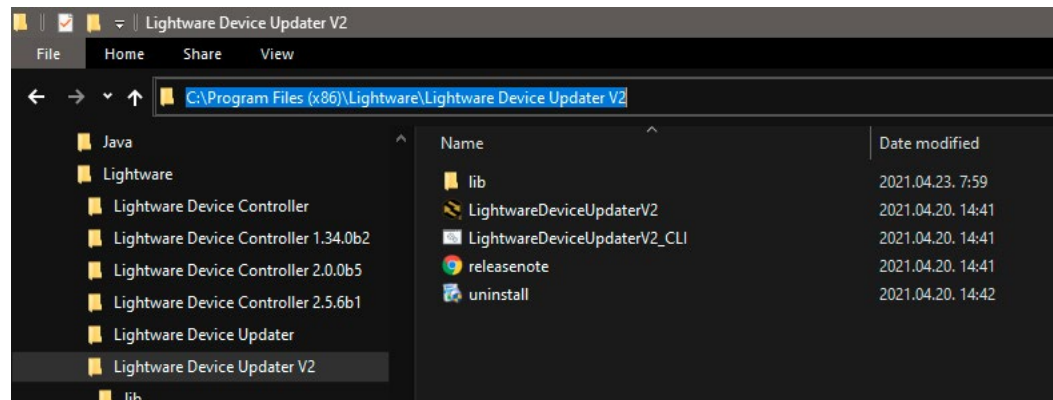 Lightware Device Updater V2
File Home Share View
C:\Program Files (x86)\Lightware\Lightware Device Updater V2
Java
Lightware
Lightware Device Controller
Lightware Device Controller 1.34.0b2
Lightware Device Controller 2.0.0b5
Lightware Device Controller 2.5.6b1
Lightware Device Updater
Lightware Device Updater V2
lib
Name Date modified
lib 2021.04.23. 7:59
LightwareDeviceUpdaterV2 2021.04.20. 14:41
LightwareDeviceUpdaterV2_CLI 2021.04.20. 14:41
releasenote 2021.04.20. 14:41
uninstall 2021.04.20. 14:42